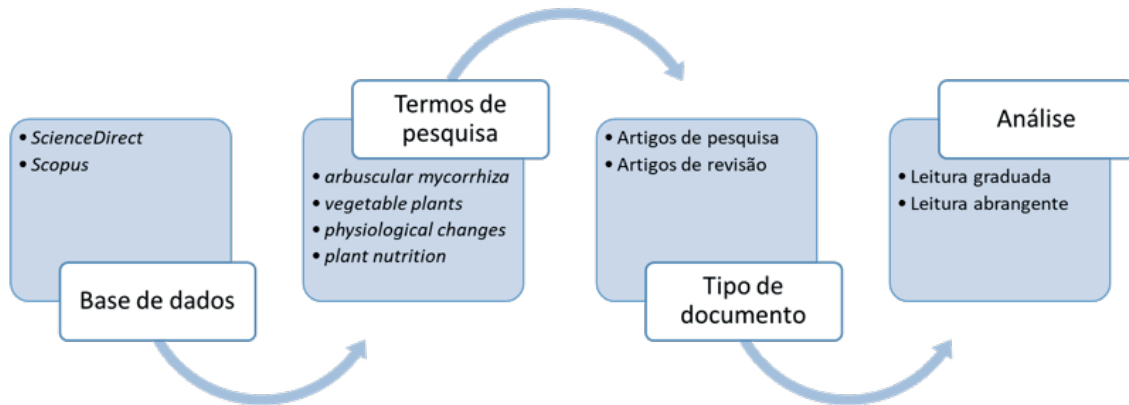 • ScienceDirect
• Scopus
Base de dados
Termos de
pesquisa
• arbuscular mycorrhiza
• vegetable plants
• physiological changes
• plant nutrition
• Artigos de pesquisa
• Artigos de revisão
Tipo de
documento
Análise
• Leitura graduada
• Leitura abrangente